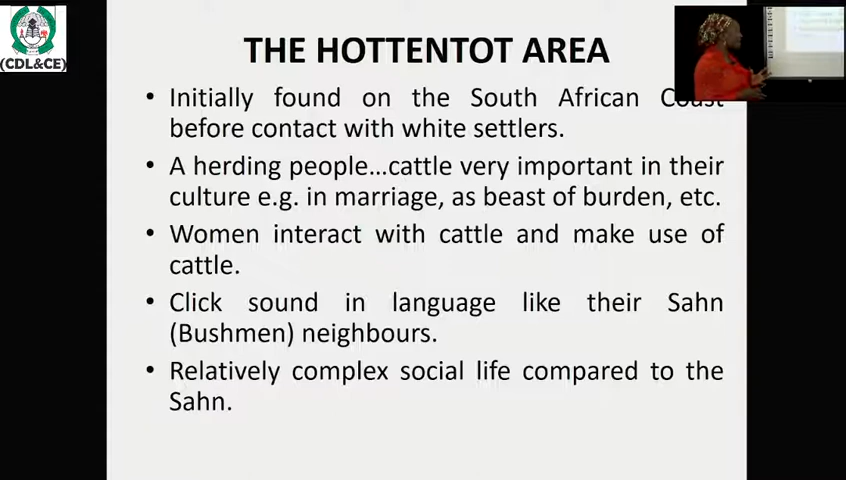 (CDL&CE)
THE HOTTENTOT AREA
• Initially found on the South African Coast
before contact with white settlers.
• A herding people...cattle very important in their
culture e.g. in marriage, as beast of burden, etc.
• Women interact with cattle and make use of
cattle.
• Click sound in language like their Sahn
(Bushmen) neighbours.
• Relatively complex social life compared to the
Sahn.